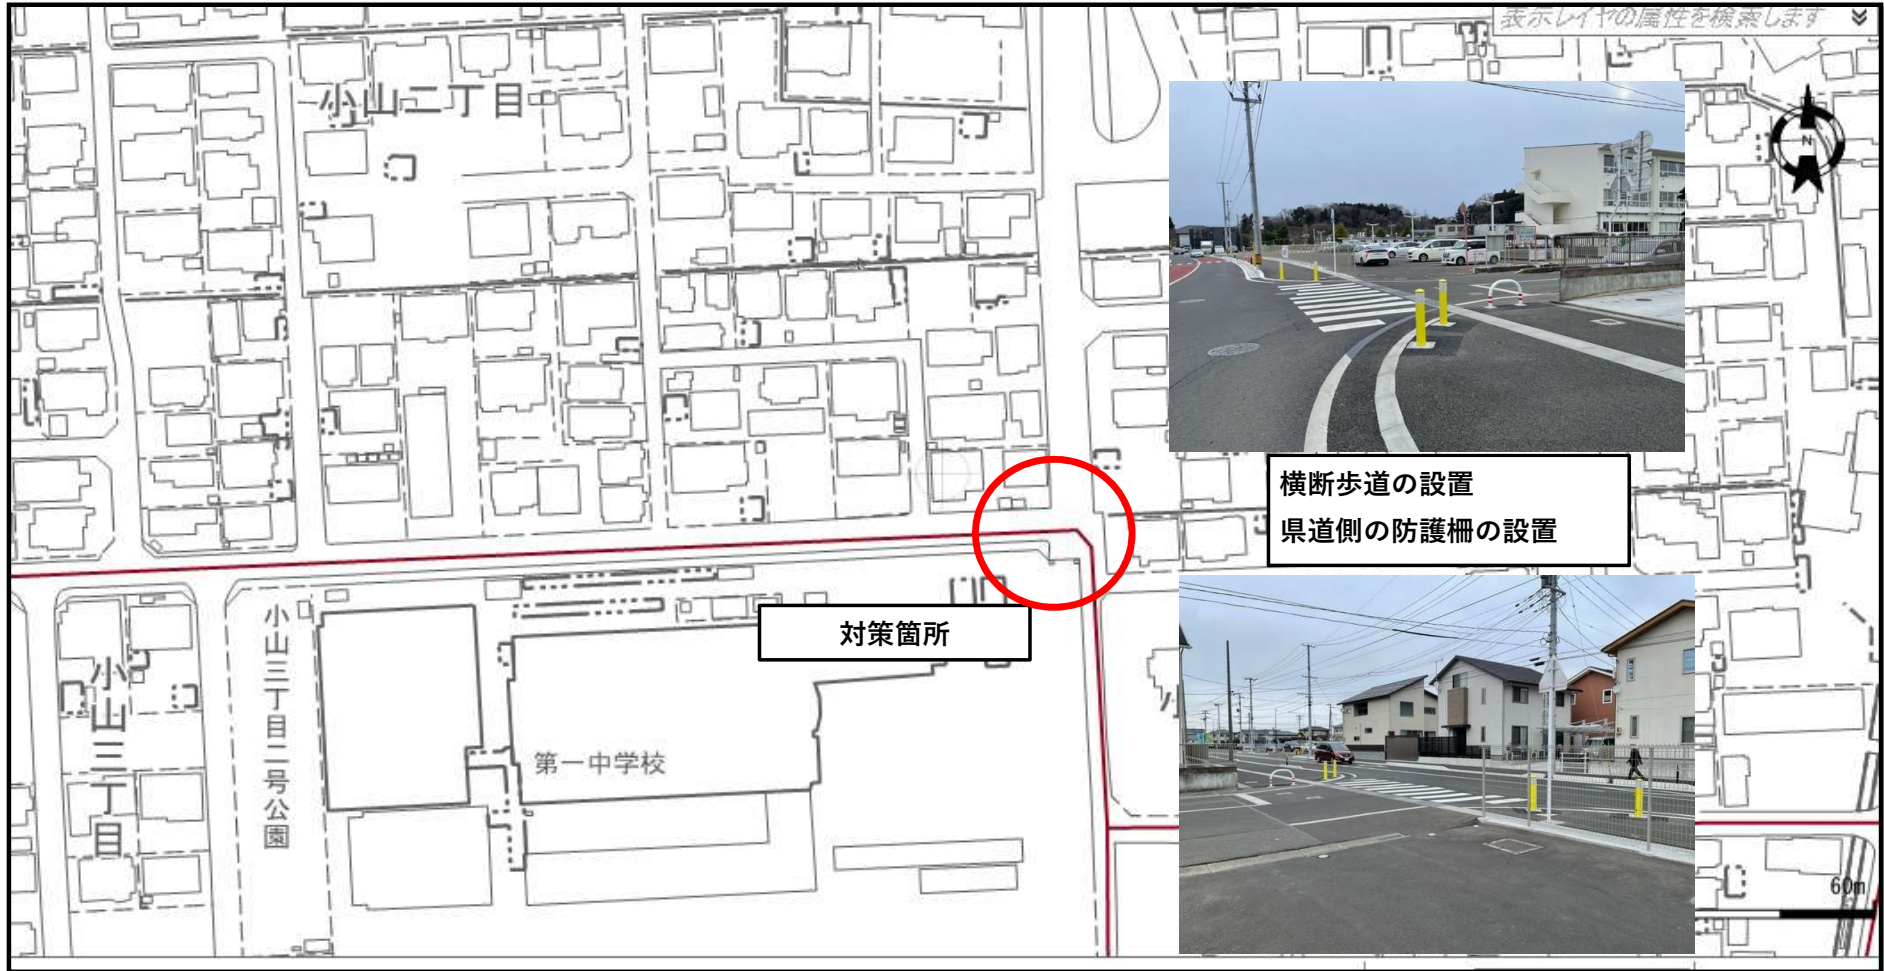 表示レイヤの属性を検索します
小山二丁目
N
横断歩道の設置
県道側の防護柵の設置
対策箇所
小山三丁目二号公園
小山三丁目
第一中学校
60m